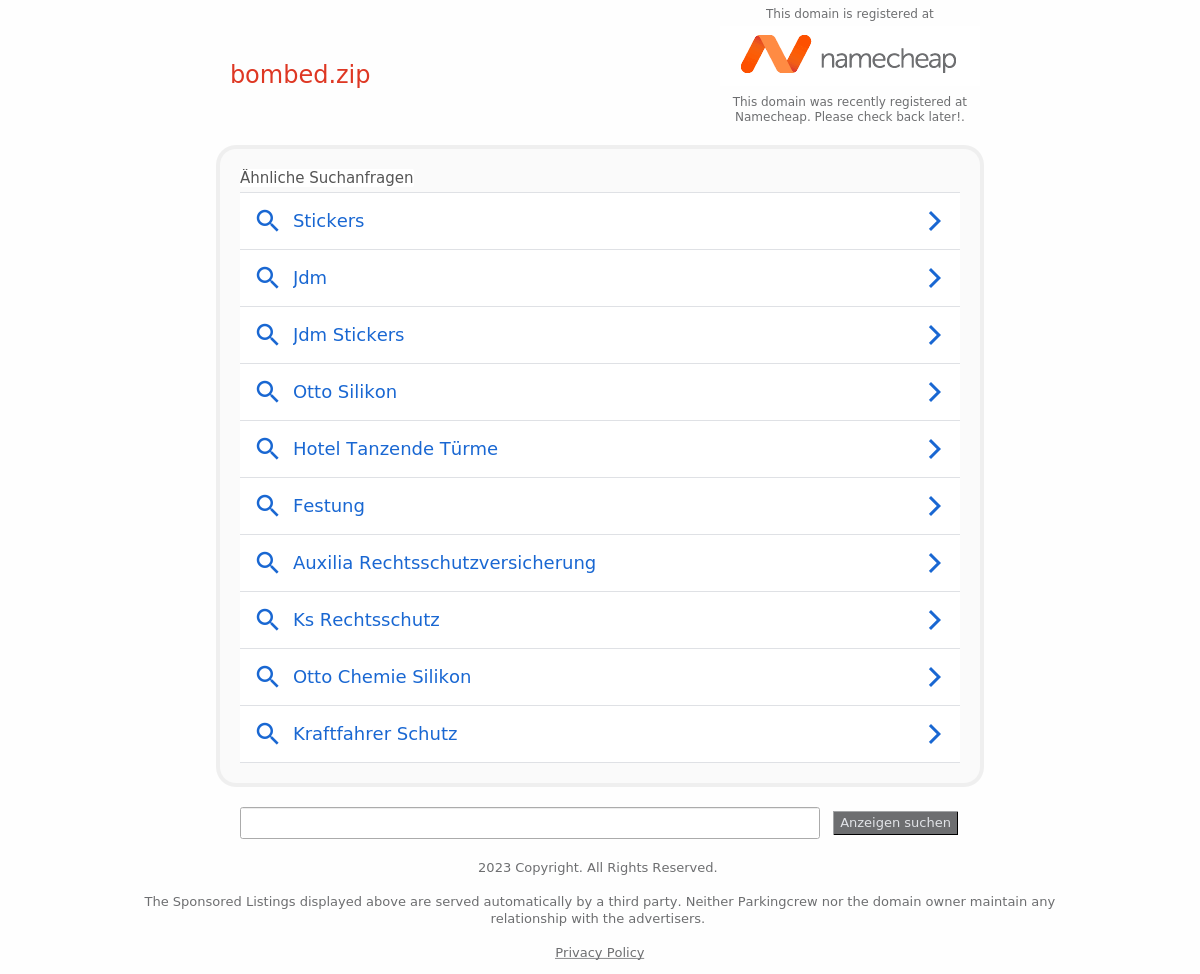 This domain is registered at
namecheap
bombed.zip
This domain was recently registered at
Namecheap. Please check back later!.
Ähnliche Suchanfragen
Stickers
Jdm
Jdm Stickers
Otto Silikon
Hotel Tanzende Türme
Festung
Auxilia Rechtsschutzversicherung
Ks Rechtsschutz
Otto Chemie Silikon
Kraftfahrer Schutz
Anzeigen suchen
2023 Copyright. All Rights Reserved.
The Sponsored Listings displayed above are served automatically by a third party. Neither Parkingcrew nor the domain owner maintain any
relationship with the advertisers.
Privacy Policy